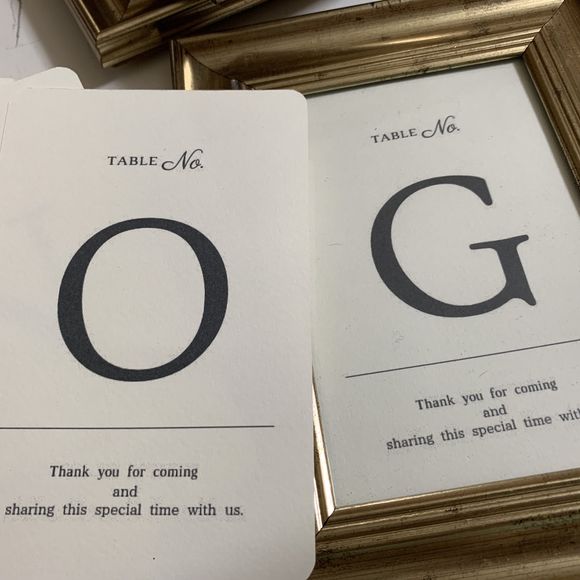 TABLE No.
O
Thank you for coming
and
sharing this special time with us.
TABLE No.
G
Thank you for coming
and
sharing this special time